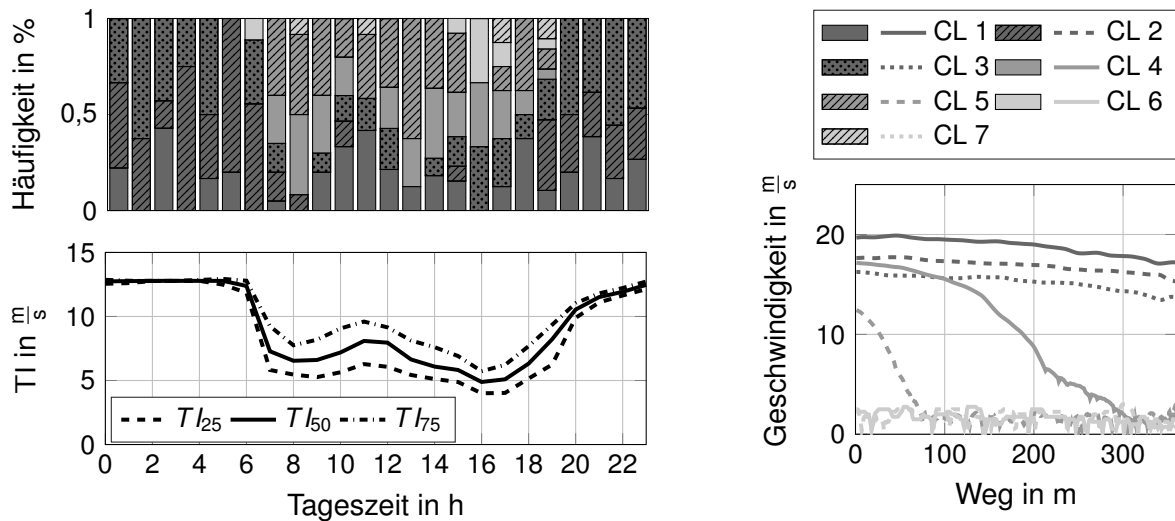 1
0,5
0
Häufigkeit in %
15
10
5
0
TI in m/s
TI25 TI50 TI75
0 2 4 6 8 10 12 14 16 18 20 22
Tageszeit in h
CL 1 CL 2
CL 3 CL 4
CL 5 CL 6
CL 7
20
10
0
Geschwindigkeit in m/s
0 100 200 300
Weg in m